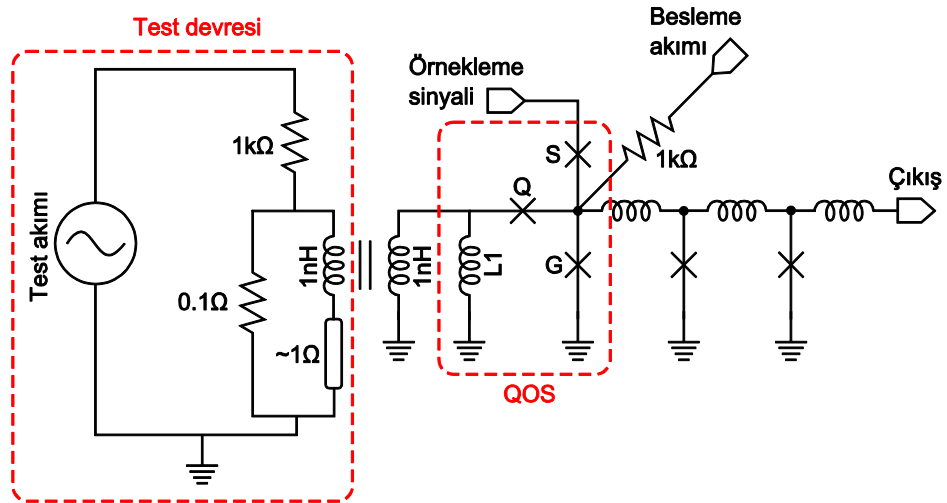 Test devresi
Besleme
akımı
Örnekleme
sinyali
1kΩ
S
1kΩ
Q
Çıkış
Test akımı
0.1Ω
1nH
1nH
L1
G
~1Ω
QOS